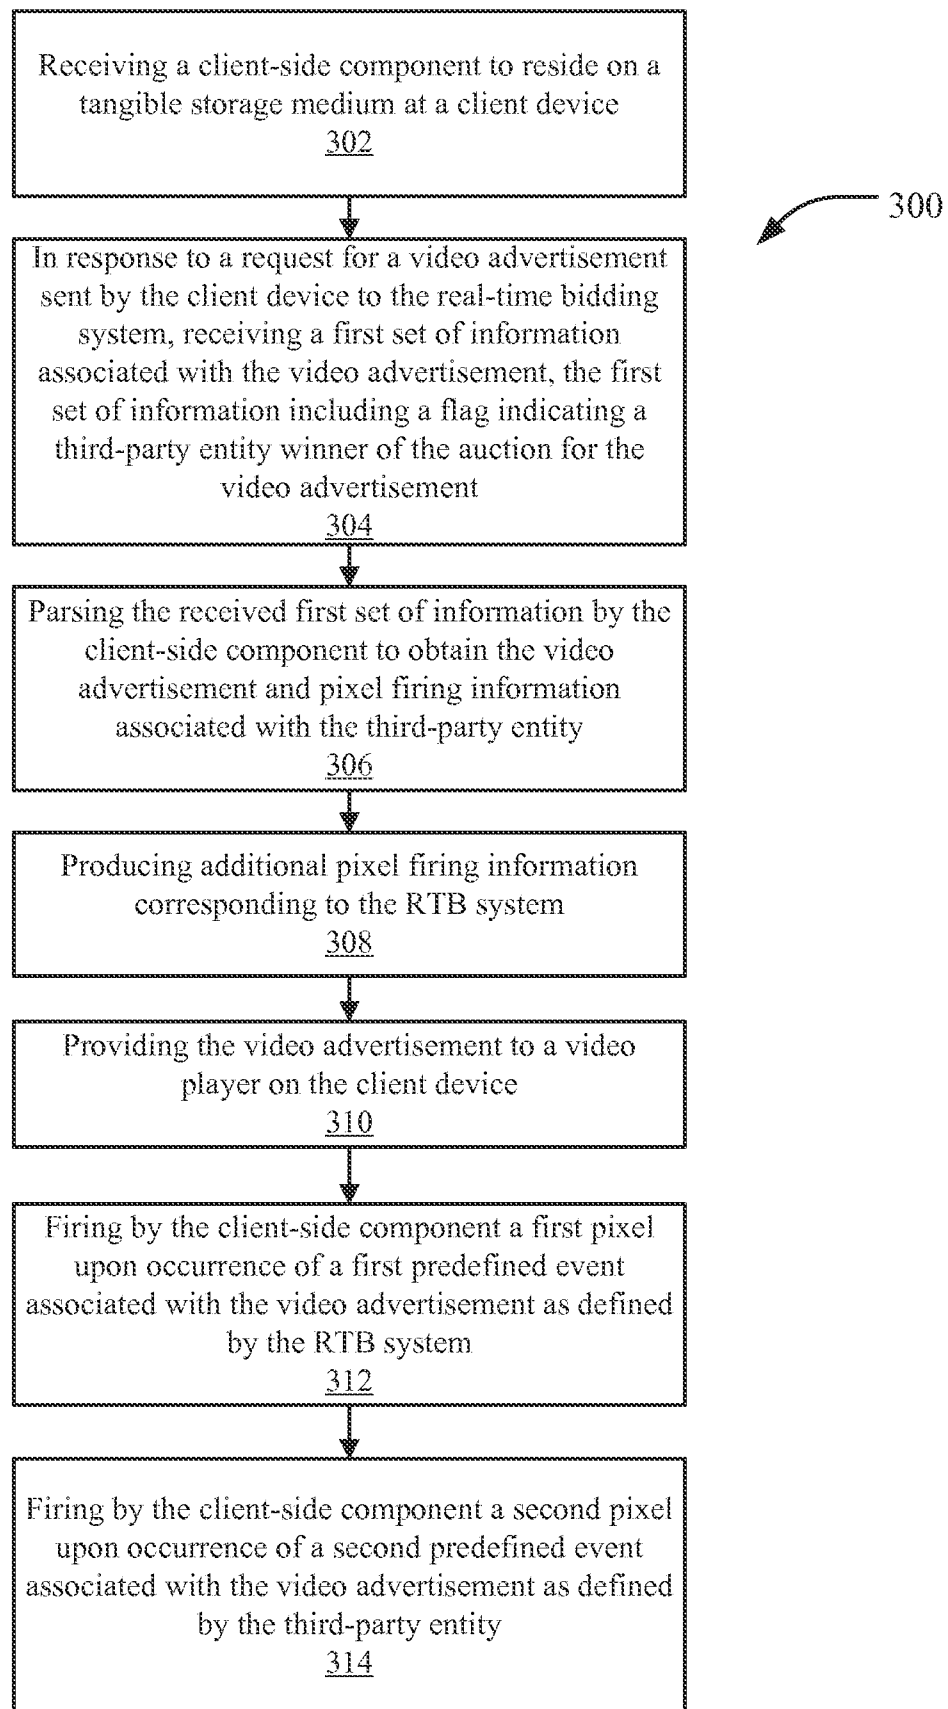 Receiving a client-side component to reside on a
tangible storage medium at a client device
302
300
In response to a request for a video advertisement
sent by the client device to the real-time bidding
system, receiving a first set of information
associated with the video advertisement, the first
set of information including a flag indicating a
third-party entity winner of the auction for the
video advertisement
304
Parsing the received first set of information by the
client-side component to obtain the video
advertisement and pixel firing information
associated with the third-party entity
306
Producing additional pixel firing information
corresponding to the RTB system
308
Providing the video advertisement to a video
player on the client device
310
Firing by the client-side component a first pixel
upon occurrence of a first predefined event
associated with the video advertisement as defined
by the RTB system
312
Firing by the client-side component a second pixel
upon occurrence of a second predefined event
associated with the video advertisement as defined
by the third-party entity
314